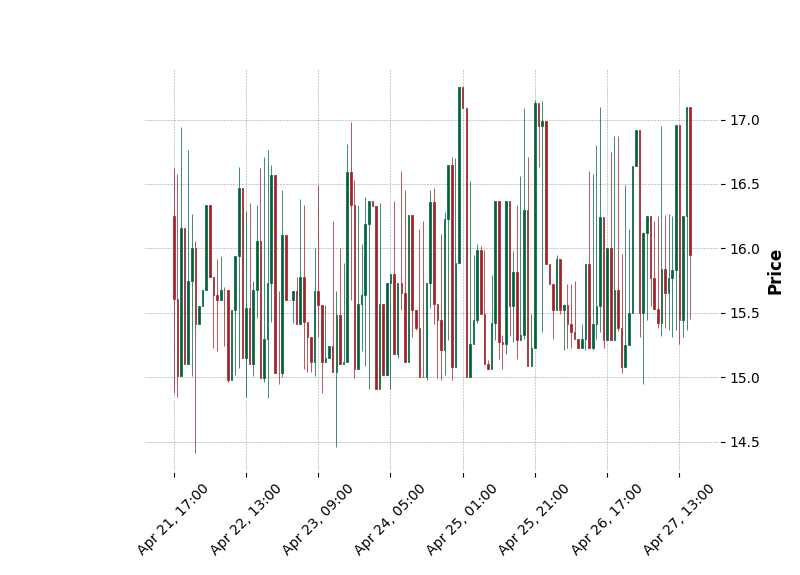 17.0
16.5
16.0
15.5
15.0
14.5
Price
Apr 21, 17:00
Apr 22, 13:00
Apr 23, 09:00
Apr 24, 05:00
Apr 25, 01:00
Apr 25, 21:00
Apr 26, 17:00
Apr 27, 13:00